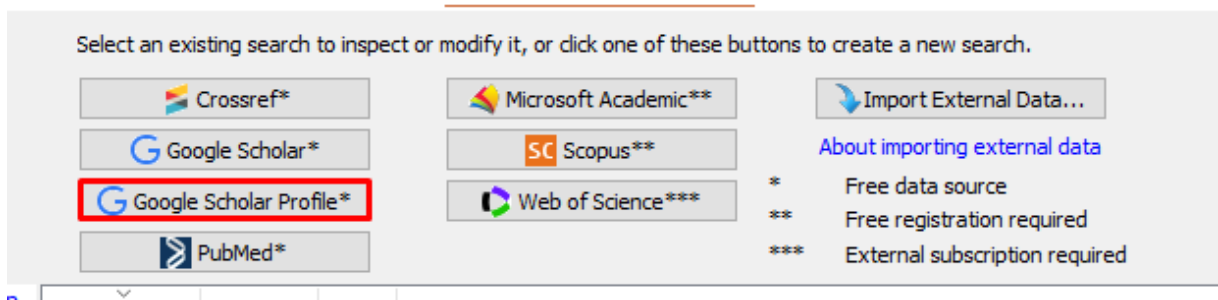 Select an existing search to inspect or modify it, or click one of these buttons to create a new search.
Crossref*
Microsoft Academic**
Import External Data...
Google Scholar*
SC Scopus**
About importing external data
Google Scholar Profile*
Web of Science***
* Free data source
** Free registration required
PubMed*
*** External subscription required